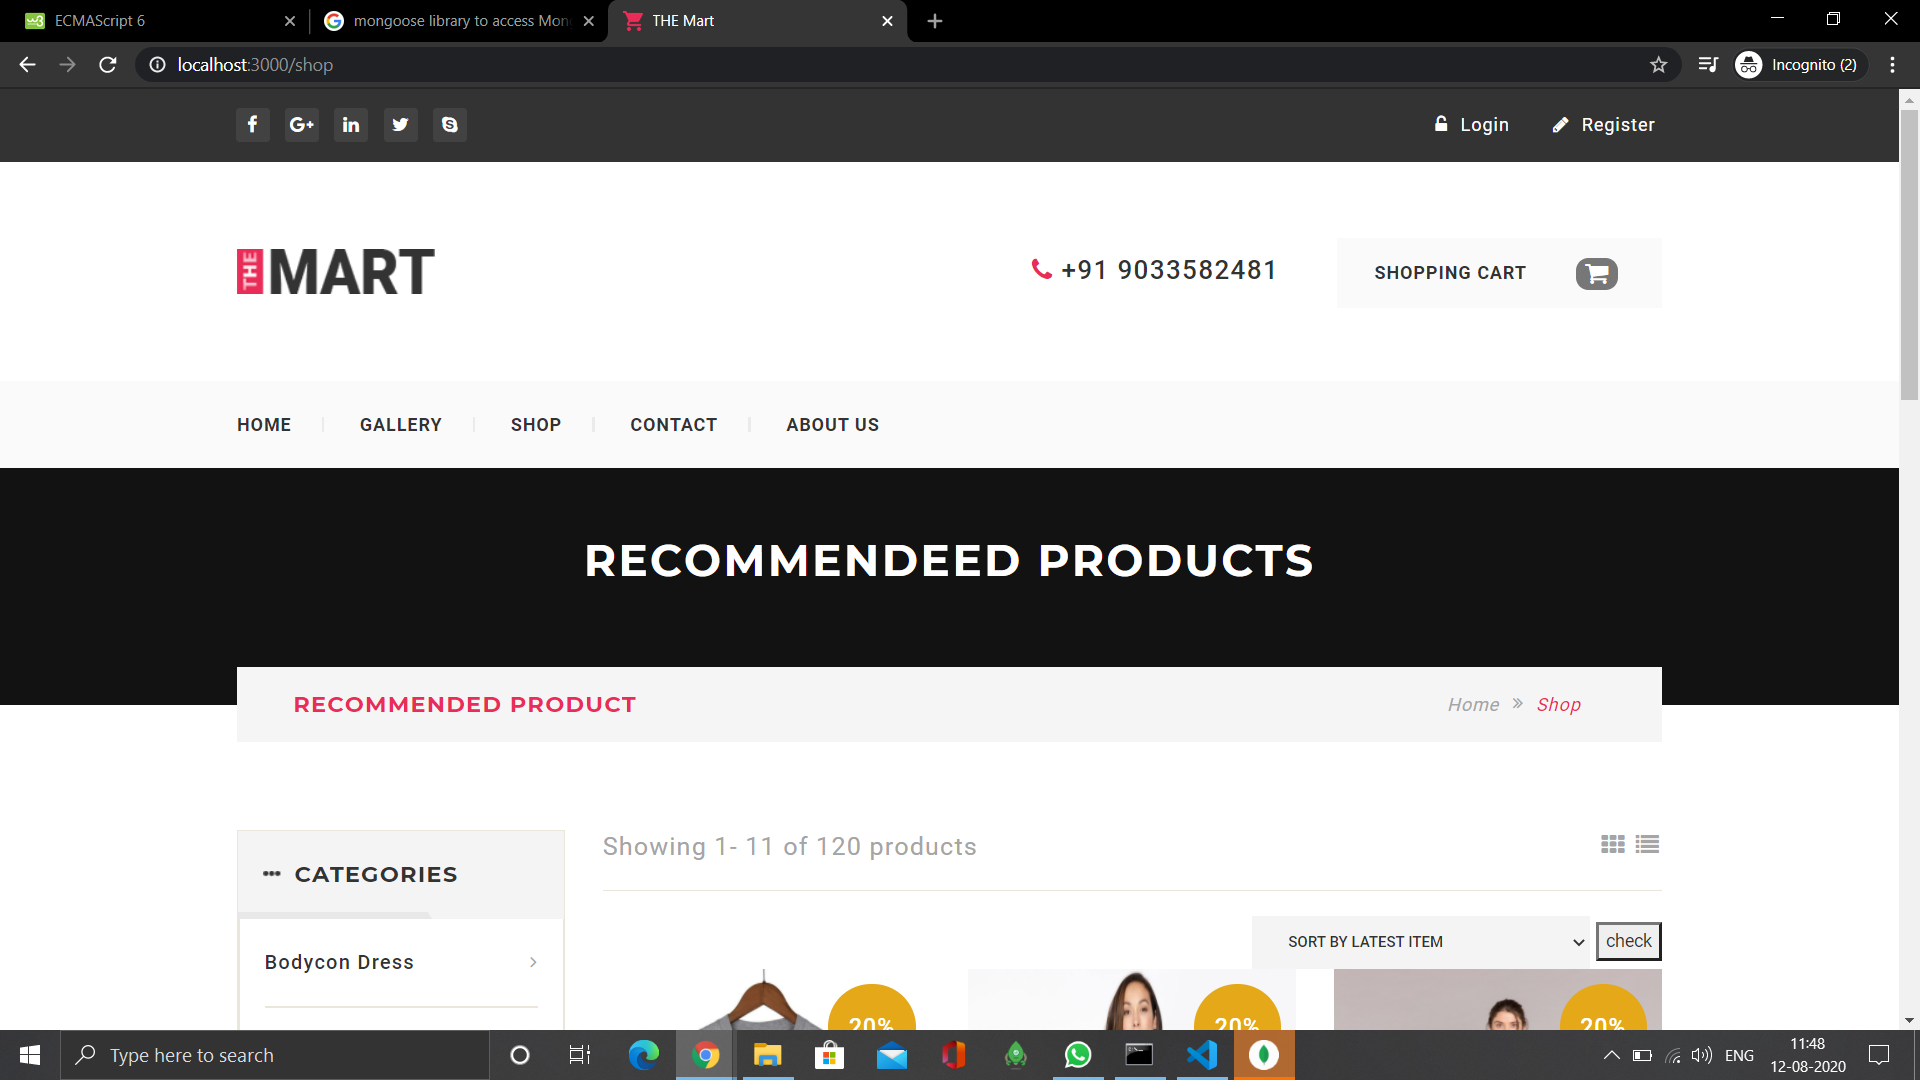 ECMAScript 6
mongoose library to access Mon
THE Mart
localhost:3000/shop
Incognito (2)
Login
Register
THE MART
+91 9033582481
SHOPPING CART
HOME
GALLERY
SHOP
CONTACT
ABOUT US
RECOMMENDEED PRODUCTS
RECOMMENDED PRODUCT
Home » Shop
CATEGORIES
Showing 1- 11 of 120 products
SORT BY LATEST ITEM
check
Bodycon Dress
20%
20%
20%
Type here to search
ENG
11:48
12-08-2020